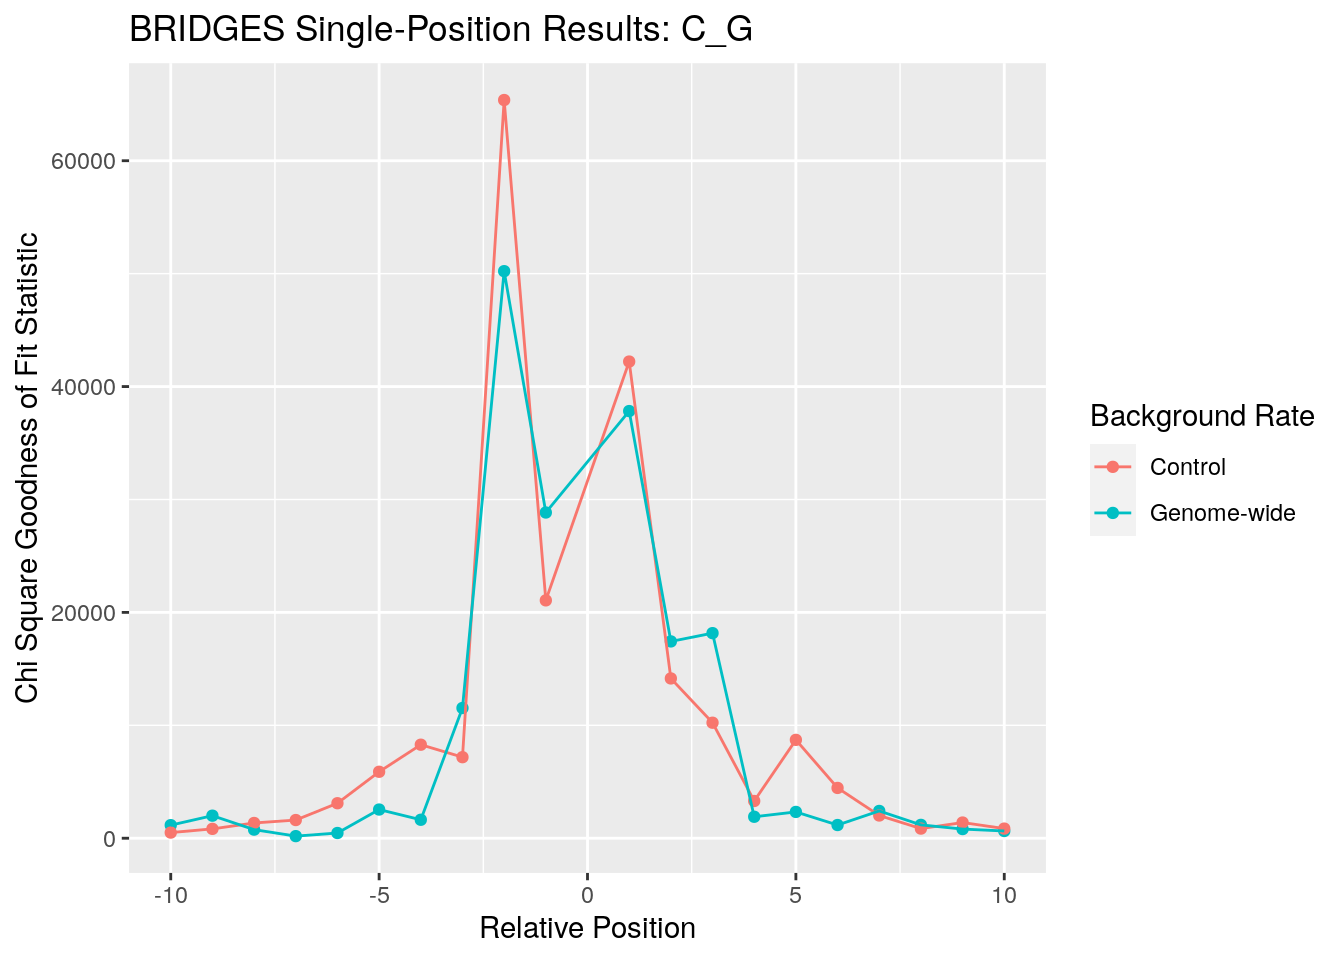 BRIDGES Single-Position Results: C_G
Chi Square Goodness of Fit Statistic
60000
40000
20000
0
-10
-5
0
5
10
Relative Position
Background Rate
Control
Genome-wide